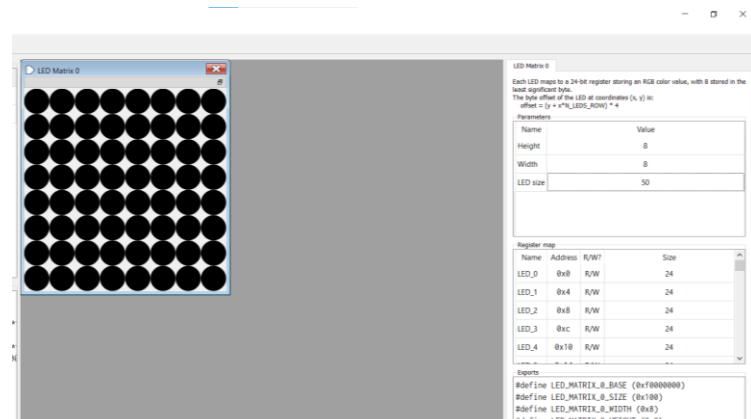 LED Matrix 0
LED Matrix 0
Each LED maps to a 24-bit register storing an RGB color value, with B stored in the
least significant byte.
The byte offset of the LED at coordinates (x, y) is:
offset = (y + x*N_LEDS_ROW) * 4
Parameters
Name Value
Height 8
Width 8
LED size 50
Register map
Name Address R/W? Size
LED_0 0x0 R/W 24
LED_1 0x4 R/W 24
LED_2 0x8 R/W 24
LED_3 0xc R/W 24
LED_4 0x10 R/W 24
Exports
#define LED_MATRIX_0_BASE (0xf0000000)
#define LED_MATRIX_0_SIZE (0x100)
#define LED_MATRIX_0_WIDTH (0x8)